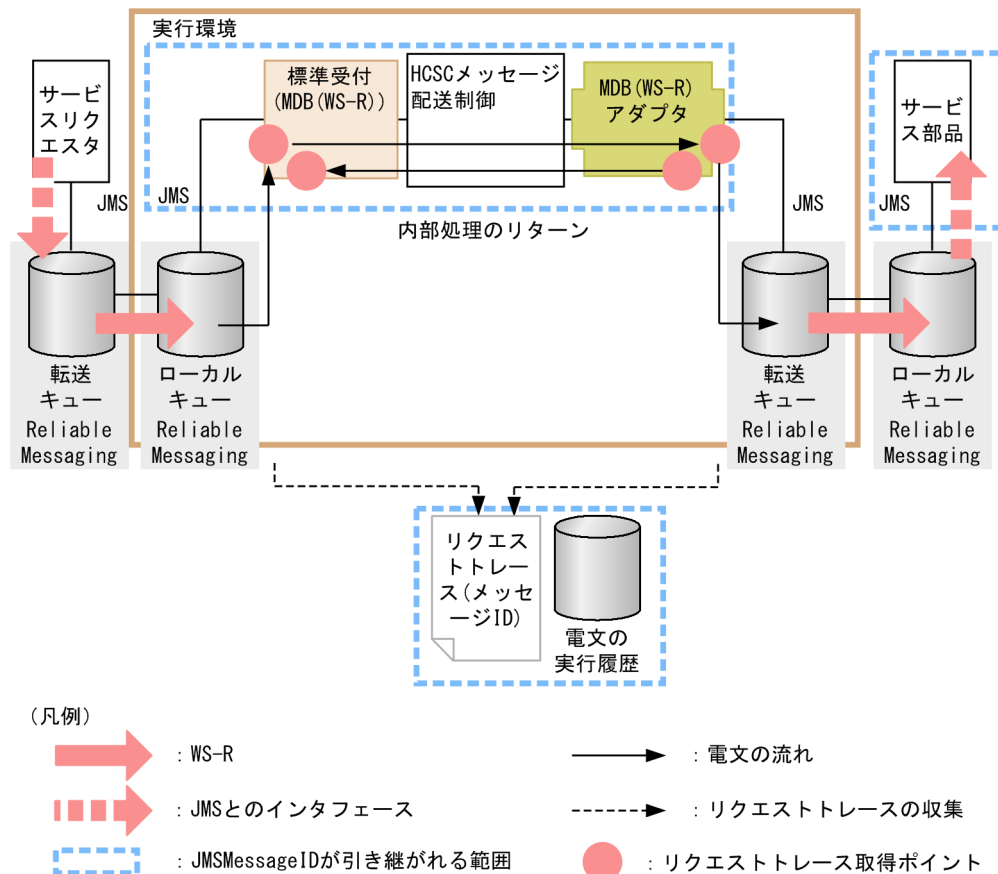 実行環境
サービ
スリク
エスタ
標準受付
(MDB(WS-R))
HCSCメッセージ
配送制御
MDB(WS-R)
アダプタ
サービ
ス部品
JMS
JMS
JMS
JMS
内部処理のリターン
転送
キュー
Reliable
Messaging
ローカル
キュー
Reliable
Messaging
転送
キュー
Reliable
Messaging
ローカル
キュー
Reliable
Messaging
リクエス
トトレー
ス(メッセ
ージID)
電文の
実行履歴
(凡例)
：WS-R
：電文の流れ
：JMSとのインタフェース
：リクエストトレースの収集
：JMSMessageIDが引き継がれる範囲
：リクエストトレース取得ポイント